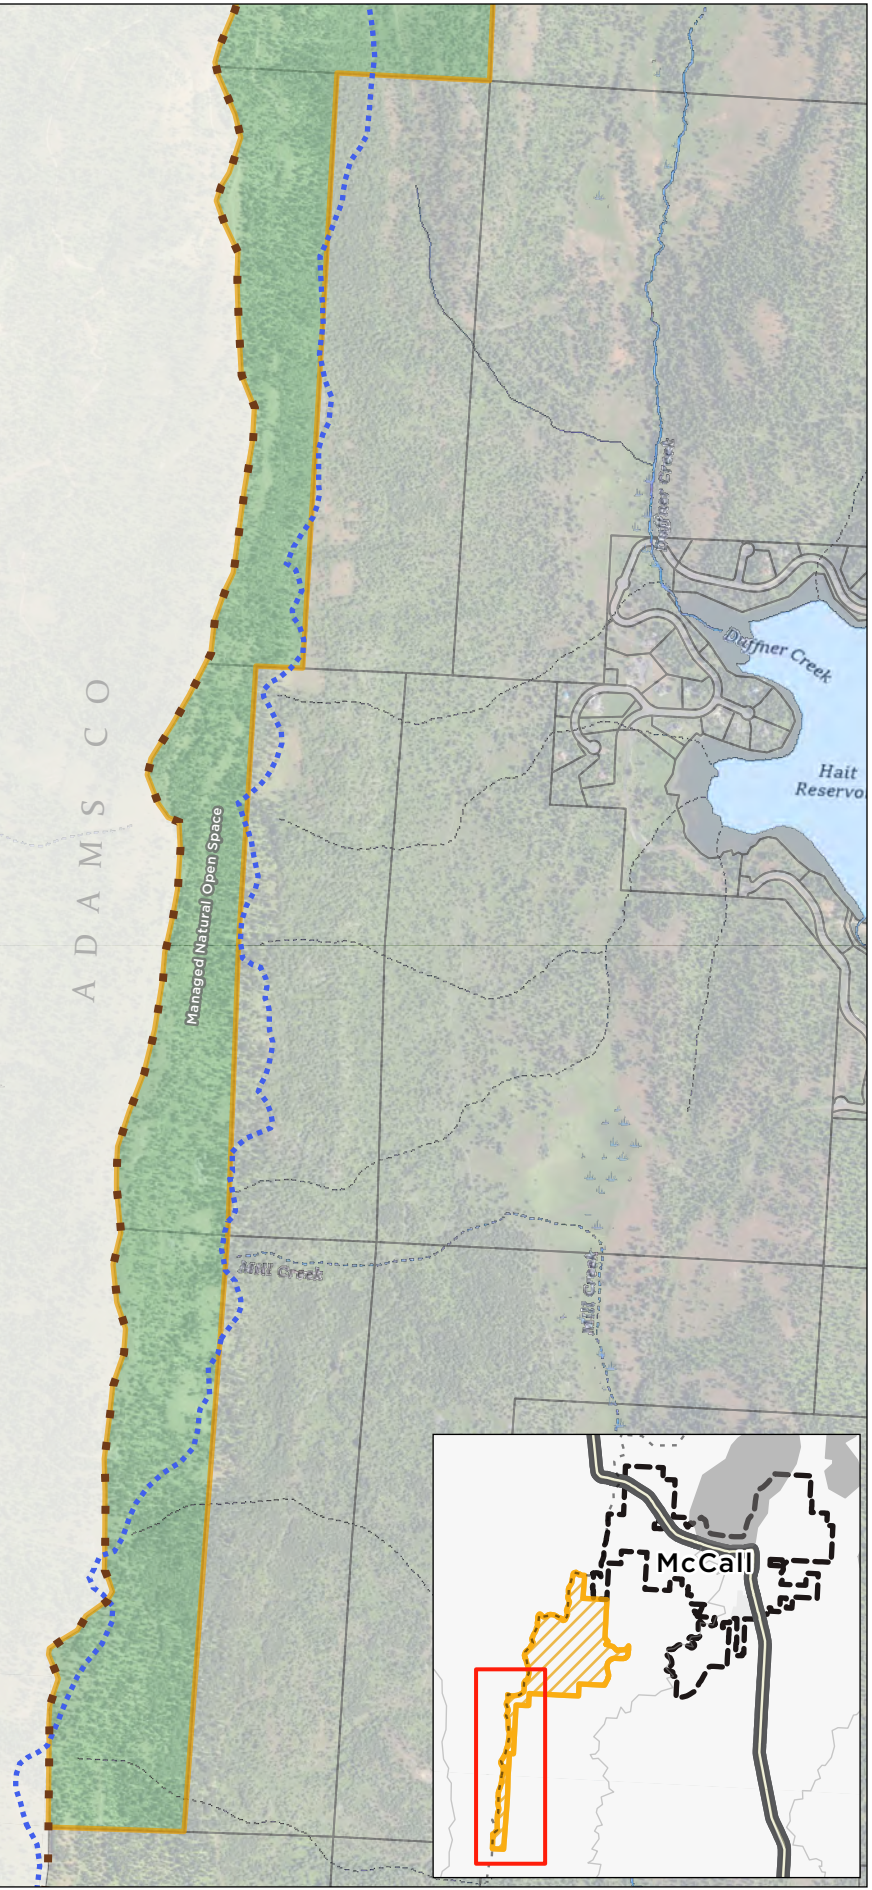 Duffner Creek
Duffner Creek
Hait
Reservo
ADAMS CO
Managed Natural Open Space
Mill Creek
Mill Creek
McCall